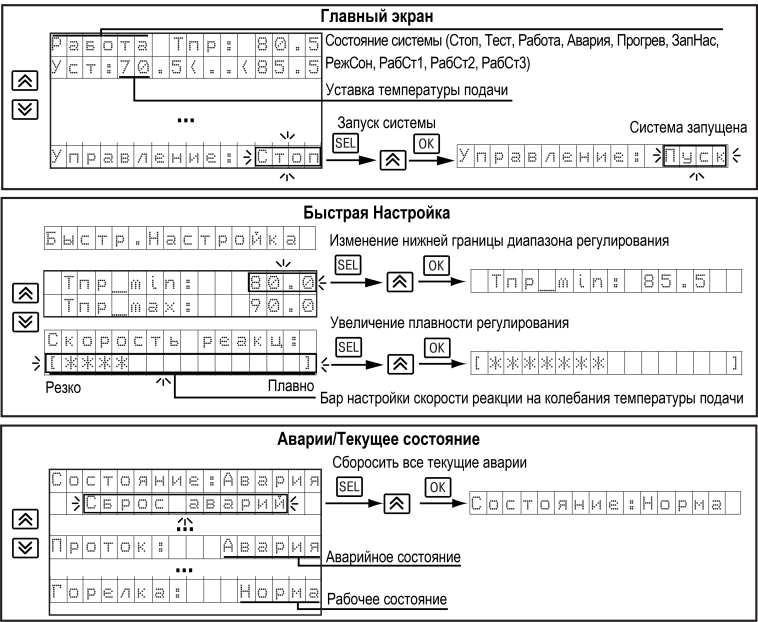 Главный экран
Работа Тпр: 80.5
Состояние системы (Стоп, Тест, Работа, Авария, Прогрев, ЗапНас,
Уст:70.5<..<85.5
РежСон, РабСт1, РабСт2, РабСт3)
Уставка температуры подачи
...
Запуск системы
Система запущена
Управление: Стоп
SEL
OK
Управление: Пуск
Быстрая Настройка
Быстр.Настройка
Изменение нижней границы диапазона регулирования
Тпр_min: 80.0
SEL
OK
Тпр_min: 85.5
Тпр_max: 90.0
Увеличение плавности регулирования
Скорость реакц:
SEL
OK
[**** ]
[******* ]
Резко
Плавно
Бар настройки скорости реакции на колебания температуры подачи
Аварии/Текущее состояние
Сбросить все текущие аварии
Состояние:Авария
SEL
OK
Сброс аварий
Состояние:Норма
...
Проток: Авария
Аварийное состояние
...
Горелка: Норма
Рабочее состояние